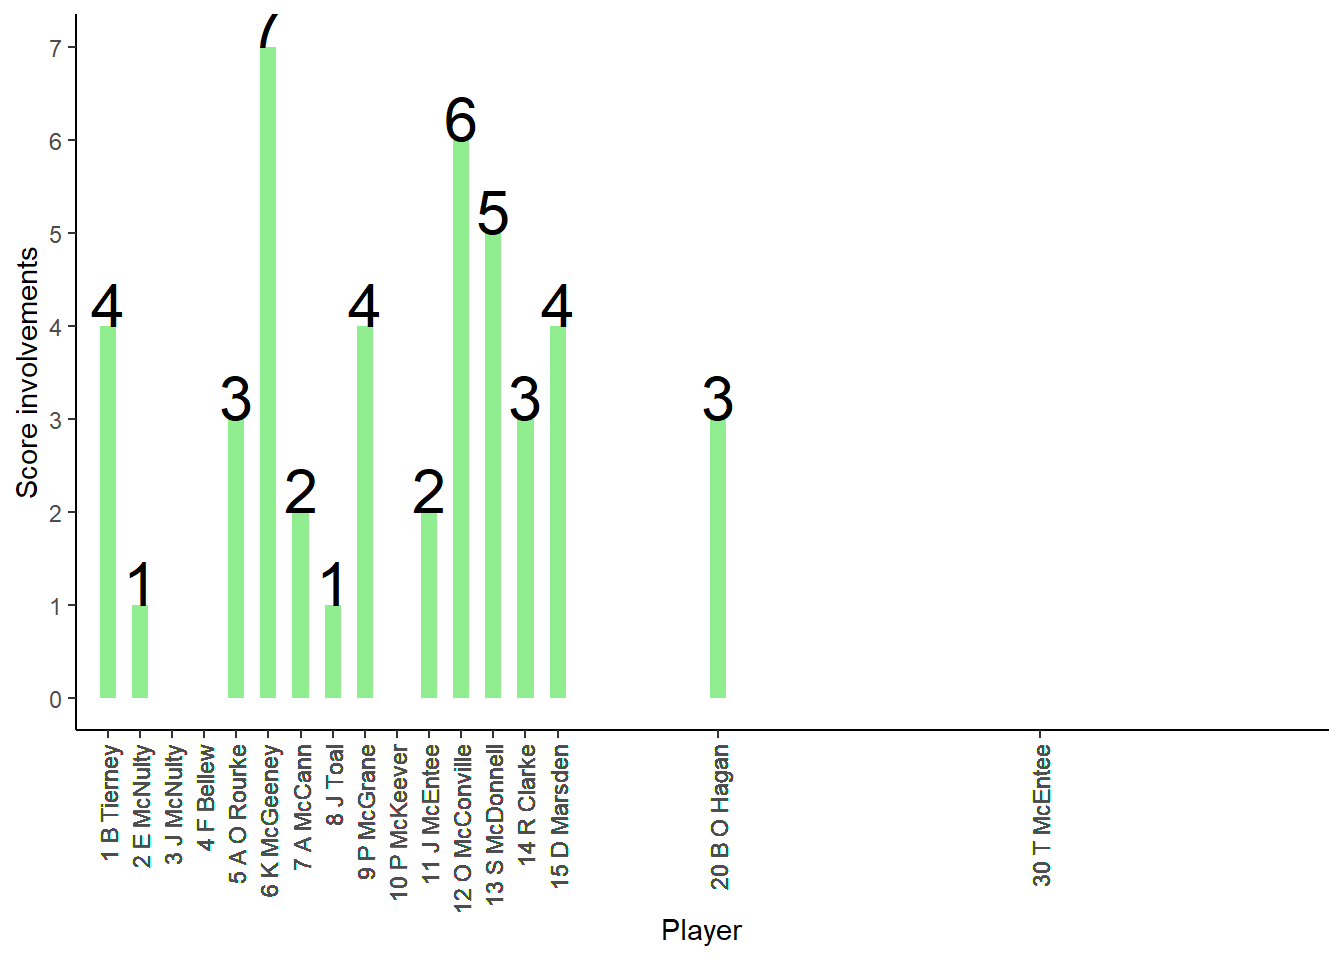 Score involvements
7
6
5
4
3
2
1
0
4
1
3
7
2
1
4
2
6
5
3
4
3
1 B Tierney
2 E McNulty
3 J McNulty
4 F Bellew
5 A O Rourke
6 K McGeeney
7 A McCann
8 J Toal
9 P McGrane
10 P McKeever
11 J McEntee
12 O McConville
13 S McDonnell
14 R Clarke
15 D Marsden
20 B O Hagan
30 T McEntee
Player